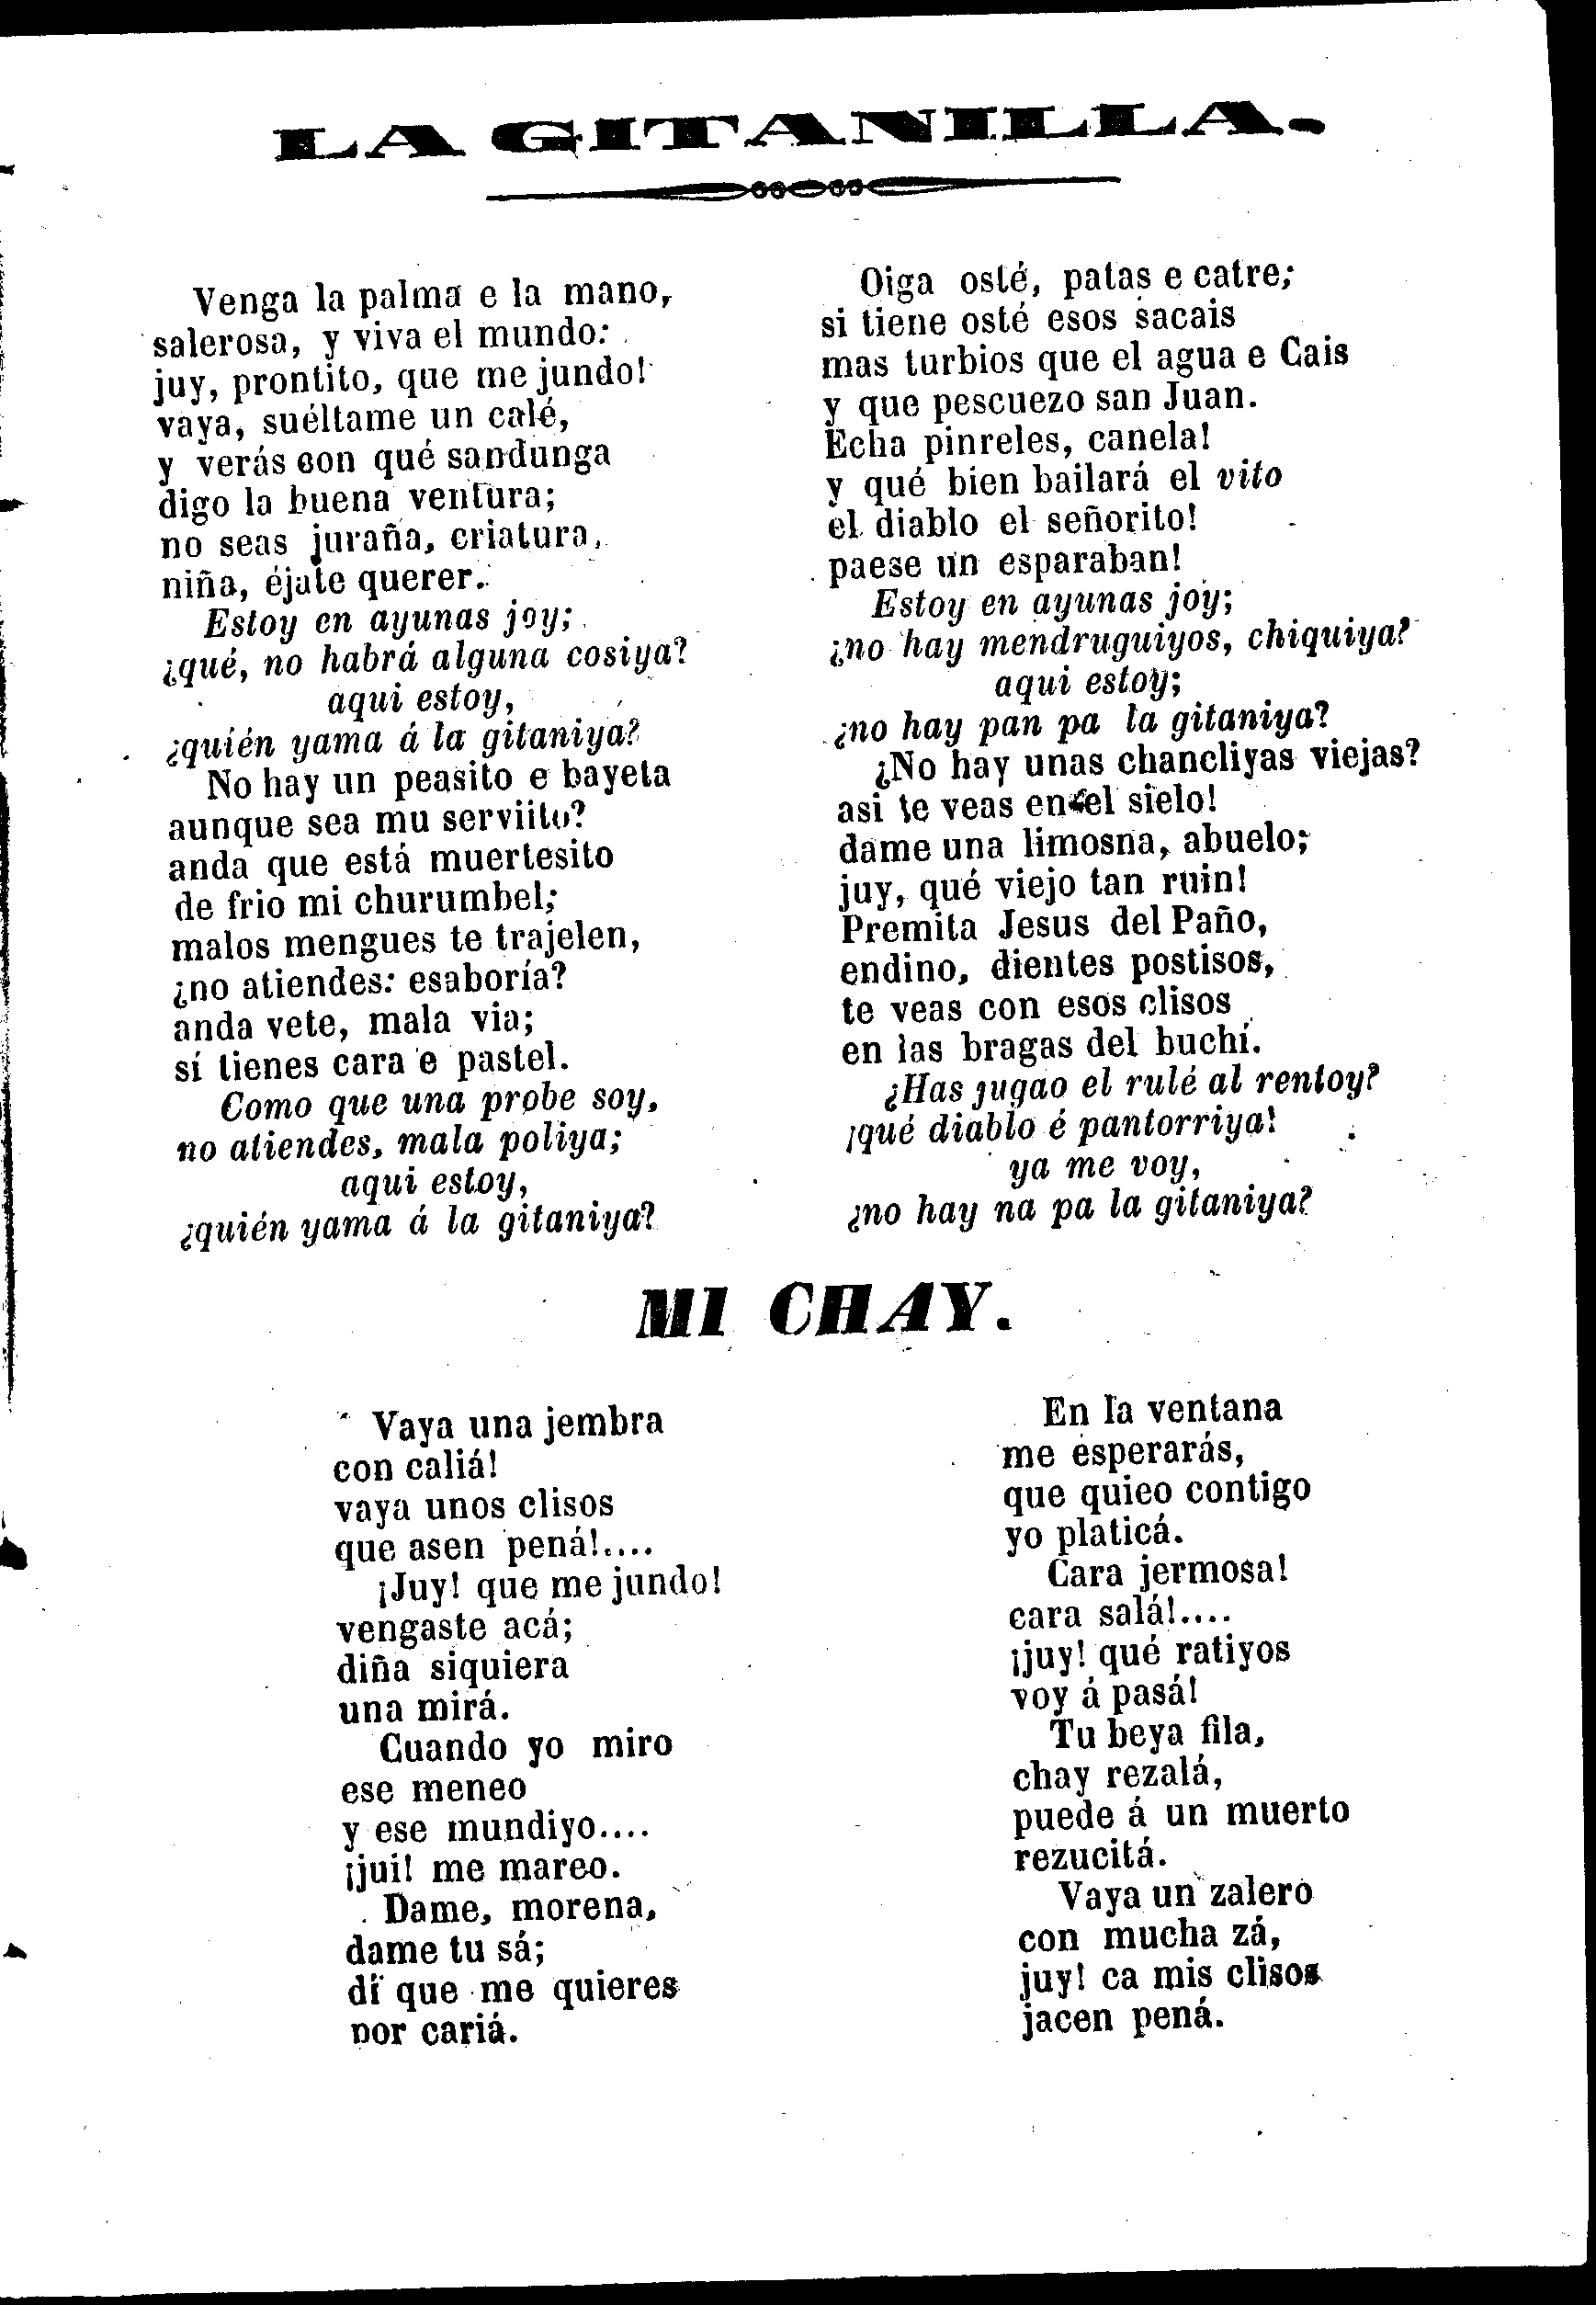 LA GITANILLA.
Venga la palma e la mano,
salerosa, y viva el mundo:
juy, prontito, que me jundo!
vaya, suéltame un calé,
y verás con qué sandunga
digo la buena ventura;
no seas juraña, criatura,
niña, éjate querer.
Estoy en ayunas joy;
¿qué, no habrá alguna cosiya?
aqui estoy,
¿quién yama á la gitaniya?
No hay un peasito e bayeta
aunque sea mu serviito?
anda que está muertesito
de frio mi churumbel;
malos mengues te trajelen,
¿no atiendes: esaboría?
anda vete, mala via;
sí tienes cara e pastel.
Como que una probe soy,
no atiendes, mala poliya;
aqui estoy,
¿quién yama á la gitaniya?
Oiga osté, patas e catre;
si tiene osté esos sacais
mas turbios que el agua e Cais
y que pescuezo san Juan.
Echa pinreles, canela!
y qué bien bailará el vito
el diablo el señorito!
paese un esparaban!
Estoy en ayunas joy;
¿no hay mendruguiyos, chiquiya?
aqui estoy;
¿no hay pan pa la gitaniya?
¿No hay unas chancliyas viejas?
asi te veas en el sielo!
dame una limosna, abuelo;
juy, qué viejo tan ruin!
Premita Jesus del Paño,
endino, dientes postisos,
te veas con esos clisos
en las bragas del buchí.
¿Has jugao el rulé al rentoy?
¡qué diablo é pantorriya!
ya me voy,
¿no hay na pa la gitaniya?
MI CHAY.
Vaya una jembra
con caliá!
vaya unos clisos
que asen pená!....
¡Juy! que me jundo!
vengaste acá;
diña siquiera
una mirá.
Cuando yo miro
ese meneo
y ese mundiyo....
¡jui! me mareo.
Dame, morena,
dame tu sá;
di que me quieres
por cariá.
En la ventana
me esperarás,
que quieo contigo
yo platicá.
Cara jermosa!
cara salá!....
¡juy! qué ratiyos
voy á pasá!
Tu beya fila,
chay rezalá,
puede á un muerto
rezucitá.
Vaya un zalero
con mucha zá,
juy! ca mis clisos
jacen pená.